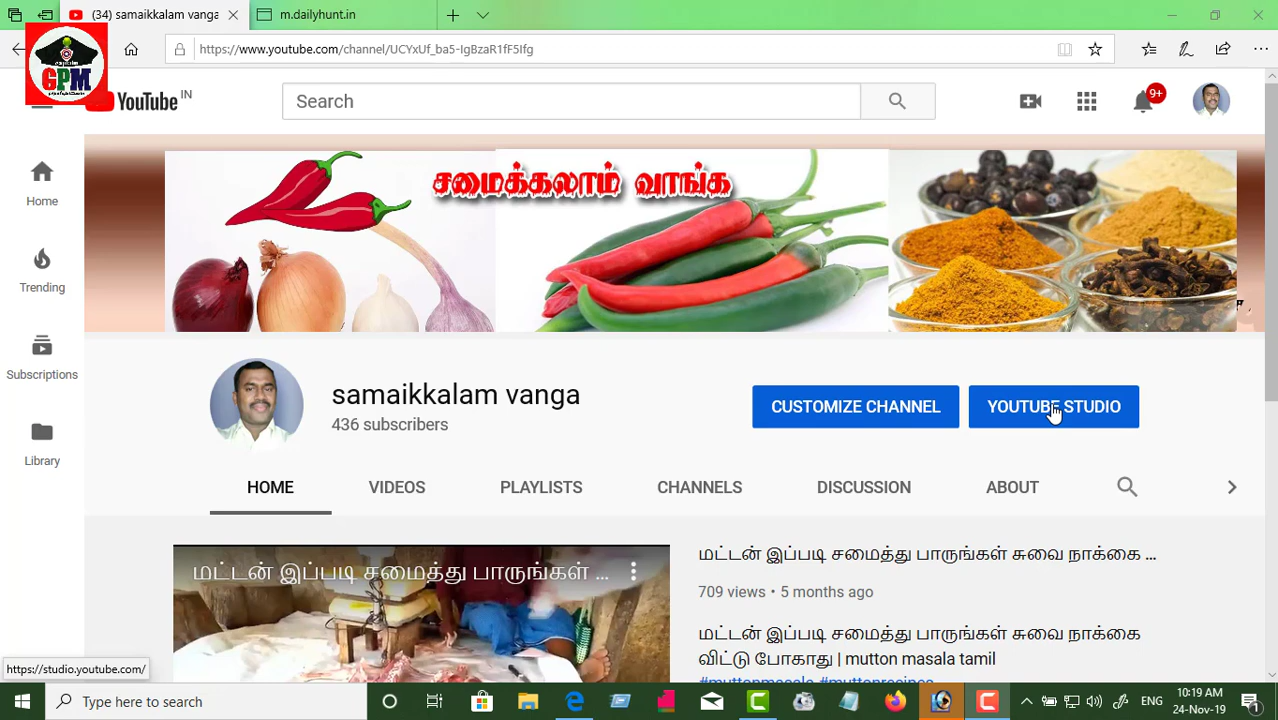 (34) samaikkalam vanga
m.dailyhunt.in
https://www.youtube.com/channel/UCYxUf_ba5-IgBzaR1fF5Ifg
GPM
YouTube IN
Search
9+
Home
Trending
Subscriptions
Library
சமைக்கலாம் வாங்க
samaikkalam vanga
436 subscribers
CUSTOMIZE CHANNEL
YOUTUBE STUDIO
HOME
VIDEOS
PLAYLISTS
CHANNELS
DISCUSSION
ABOUT
மட்டன் இப்படி சமைத்து பாருங்கள் ...
மட்டன் இப்படி சமைத்து பாருங்கள் சுவை நாக்கை ...
709 views • 5 months ago
மட்டன் இப்படி சமைத்து பாருங்கள் சுவை நாக்கை
விட்டு போகாது | mutton masala tamil
#muttonmasala #muttonrecipes
https://studio.youtube.com/
Type here to search
ENG
10:19 AM
24-Nov-19
1